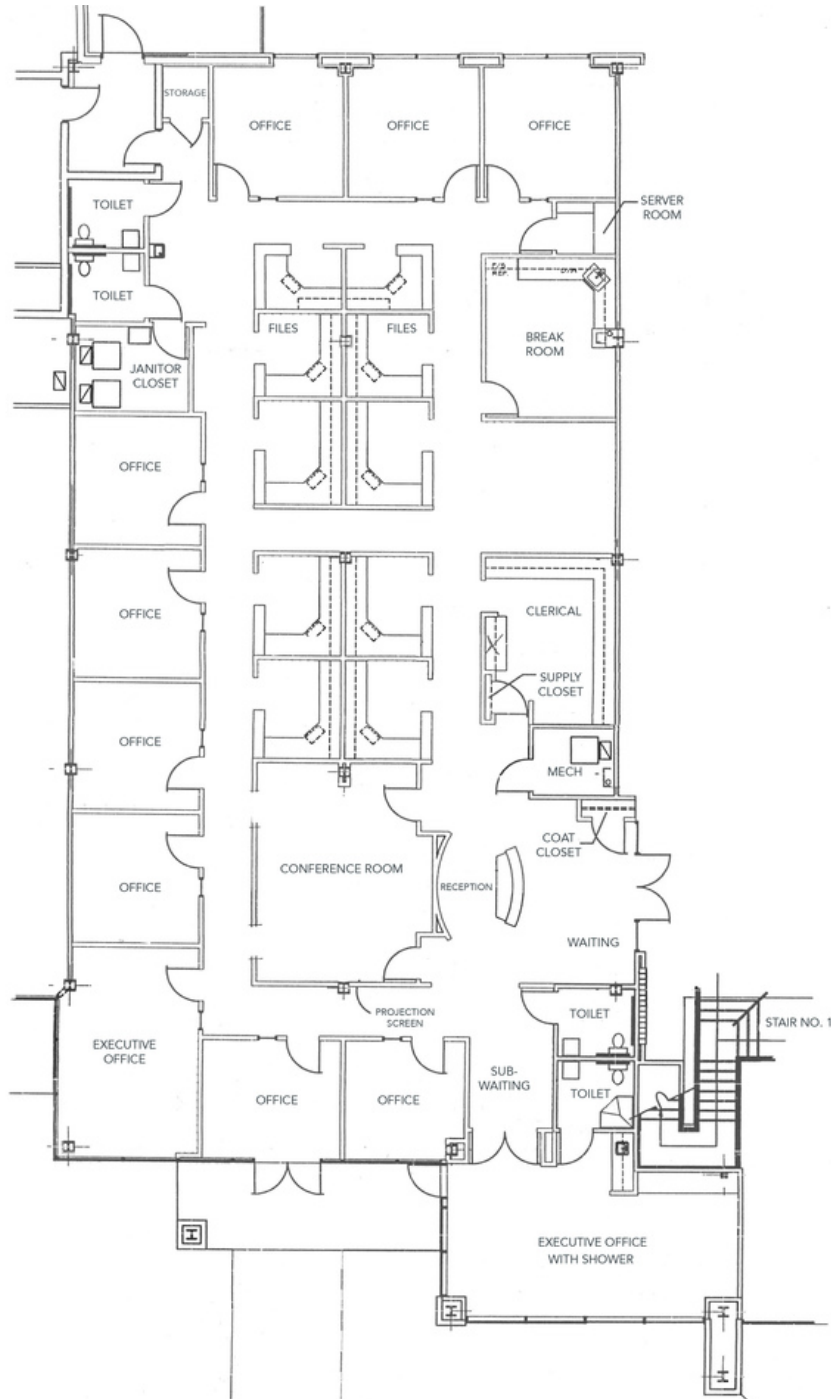 STORAGE
OFFICE
OFFICE
OFFICE
TOILET
SERVER
ROOM
TOILET
REF.
FILES
FILES
BREAK
ROOM
JANITOR
CLOSET
OFFICE
OFFICE
CLERICAL
SUPPLY
CLOSET
OFFICE
MECH
COAT
CLOSET
CONFERENCE ROOM
RECEPTION
OFFICE
WAITING
PROJECTION
SCREEN
TOILET
STAIR NO. 1
EXECUTIVE
OFFICE
SUB-
WAITING
TOILET
OFFICE
OFFICE
EXECUTIVE OFFICE
WITH SHOWER